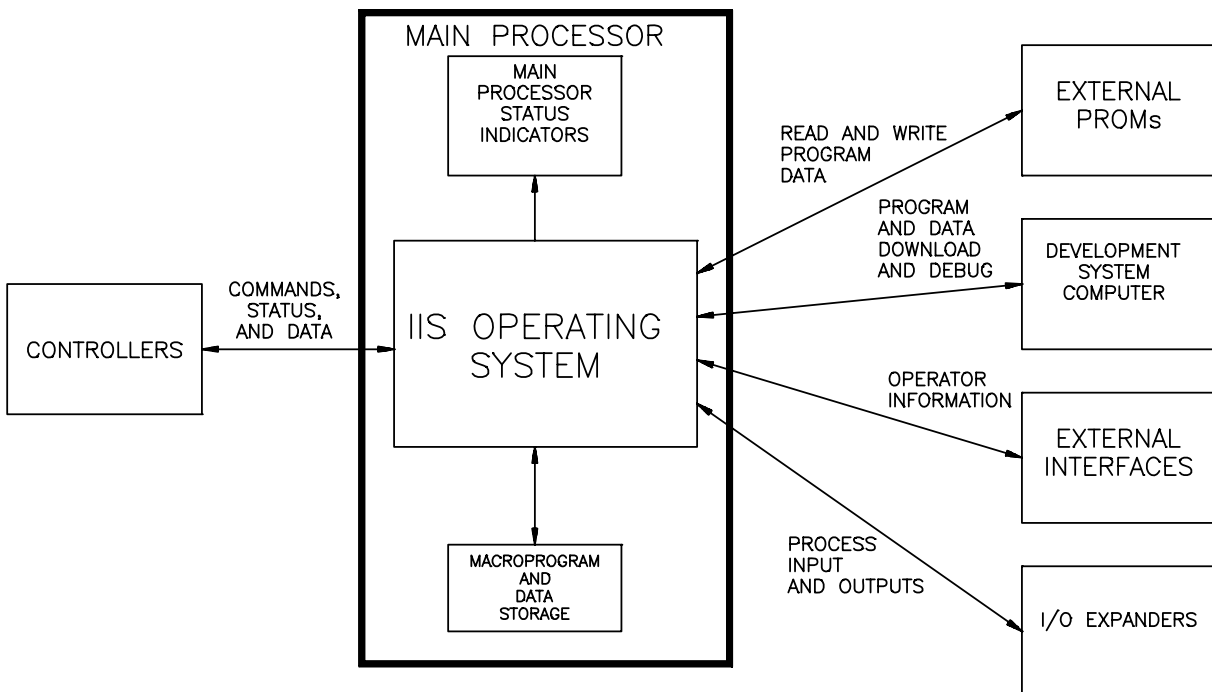 MAIN PROCESSOR
MAIN
PROCESSOR
STATUS
INDICATORS
EXTERNAL
PROMs
READ AND WRITE
PROGRAM
DATA
PROGRAM
AND DATA
DOWNLOAD
AND DEBUG
DEVELOPMENT
SYSTEM
COMPUTER
COMMANDS,
STATUS,
AND DATA
CONTROLLERS
IIS OPERATING
SYSTEM
OPERATOR
INFORMATION
EXTERNAL
INTERFACES
PROCESS
INPUT
AND OUTPUTS
MACROPROGRAM
AND
DATA
STORAGE
I/O EXPANDERS